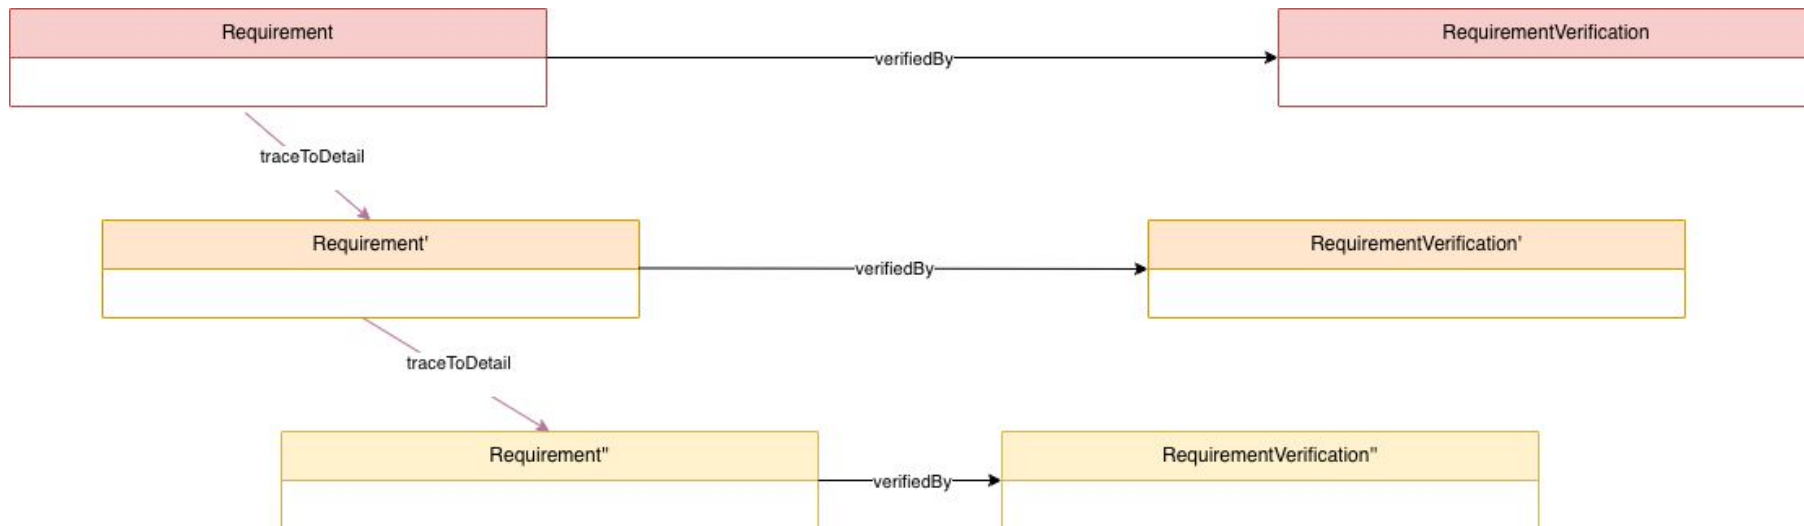 Requirement
RequirementVerification
verifiedBy
traceToDetail
Requirement'
RequirementVerification'
verifiedBy
traceToDetail
Requirement"
RequirementVerification"
verifiedBy